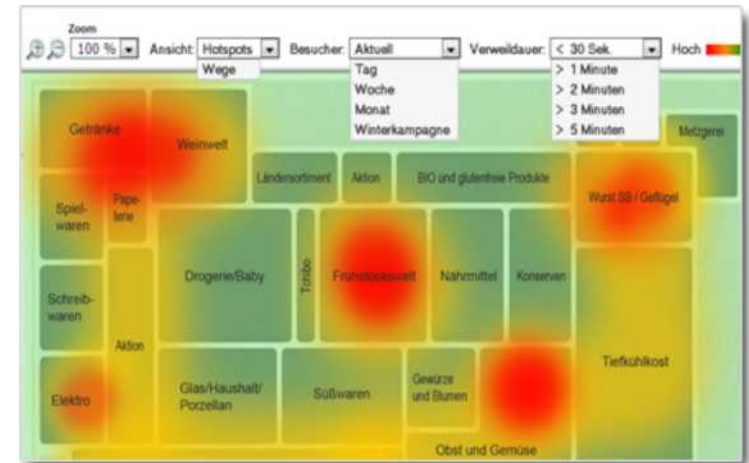 Zoom
100 % Ansicht: Hotspots Besucher: Aktuell Verweildauer: < 30 Sek. Hoch
Wege
Tag
Woche
Monat
Winterkampagne
> 1 Minute
> 2 Minuten
> 3 Minuten
> 5 Minuten
Getränke
Weinwelt
Metzgerei
Ländersortiment
Aktion
BIO und glutenfreie Produkte
Wurst SB / Geflügel
Spiel-
waren
Pape-
terie
Drogerie/Baby
Tchibo
Frühstückswelt
Nährmittel
Konserven
Schreib-
waren
Aktion
Tiefkühlkost
Elektro
Glas/Haushalt/
Porzellan
Süßwaren
Gewürze
und Blumen
Obst und Gemüse